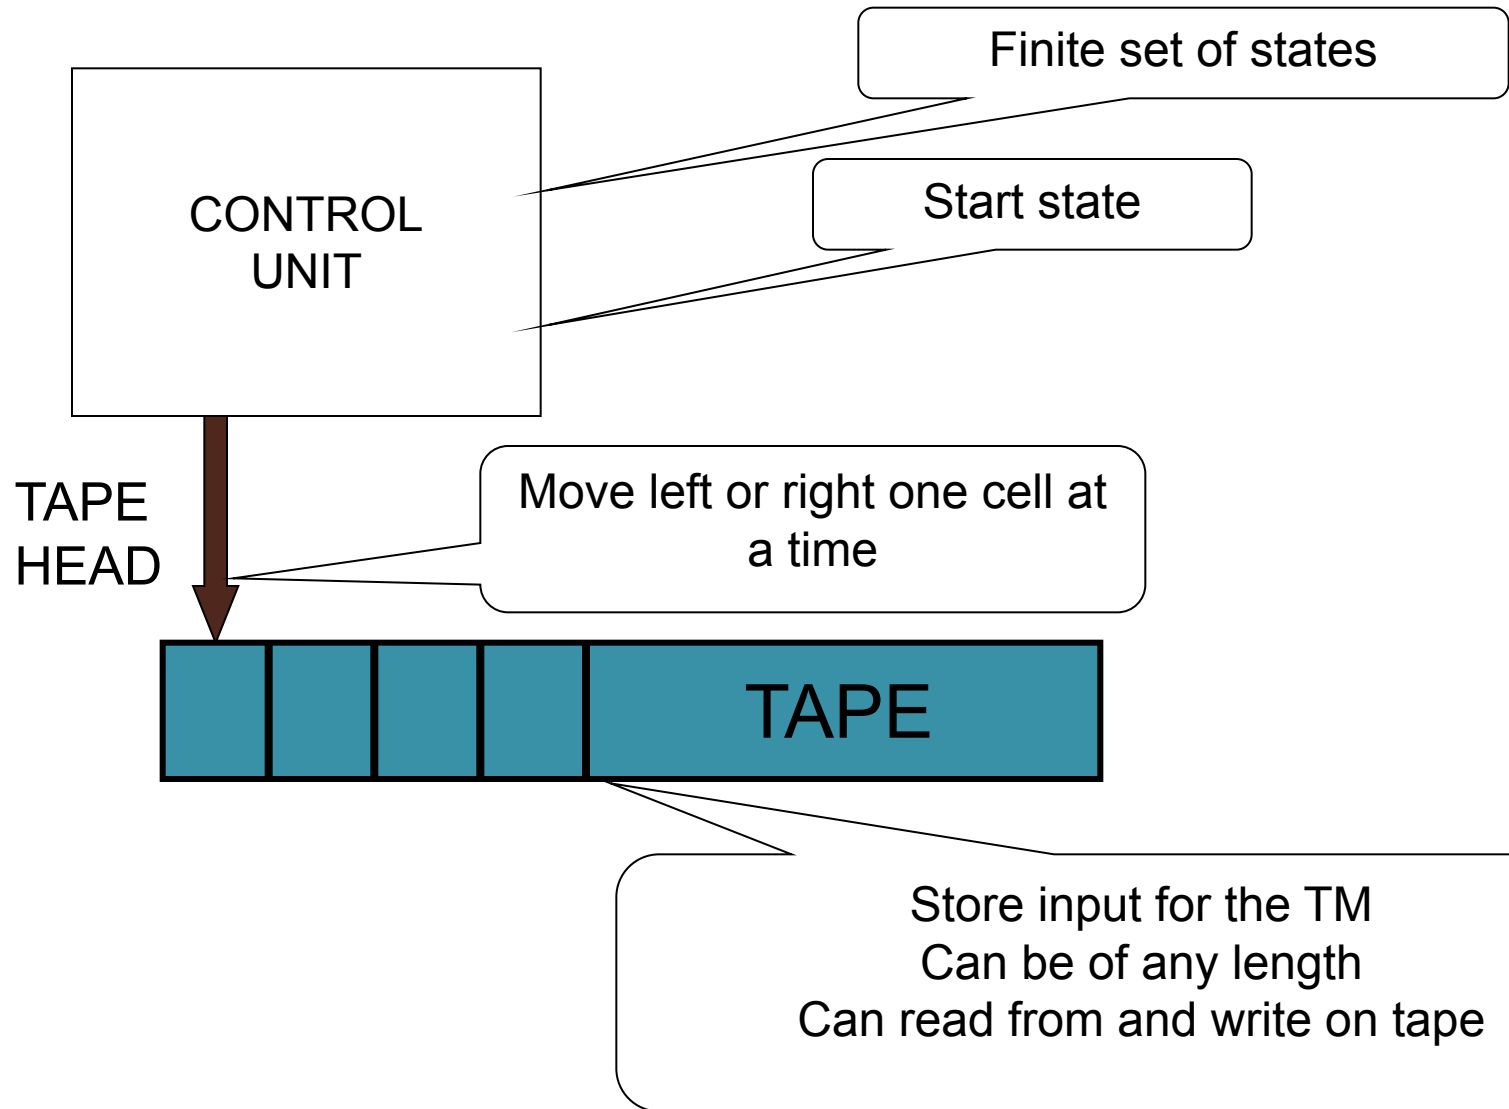 Finite set of states
Start state
CONTROL
UNIT
TAPE
HEAD
Move left or right one cell at
a time
TAPE
Store input for the TM
Can be of any length
Can read from and write on tape